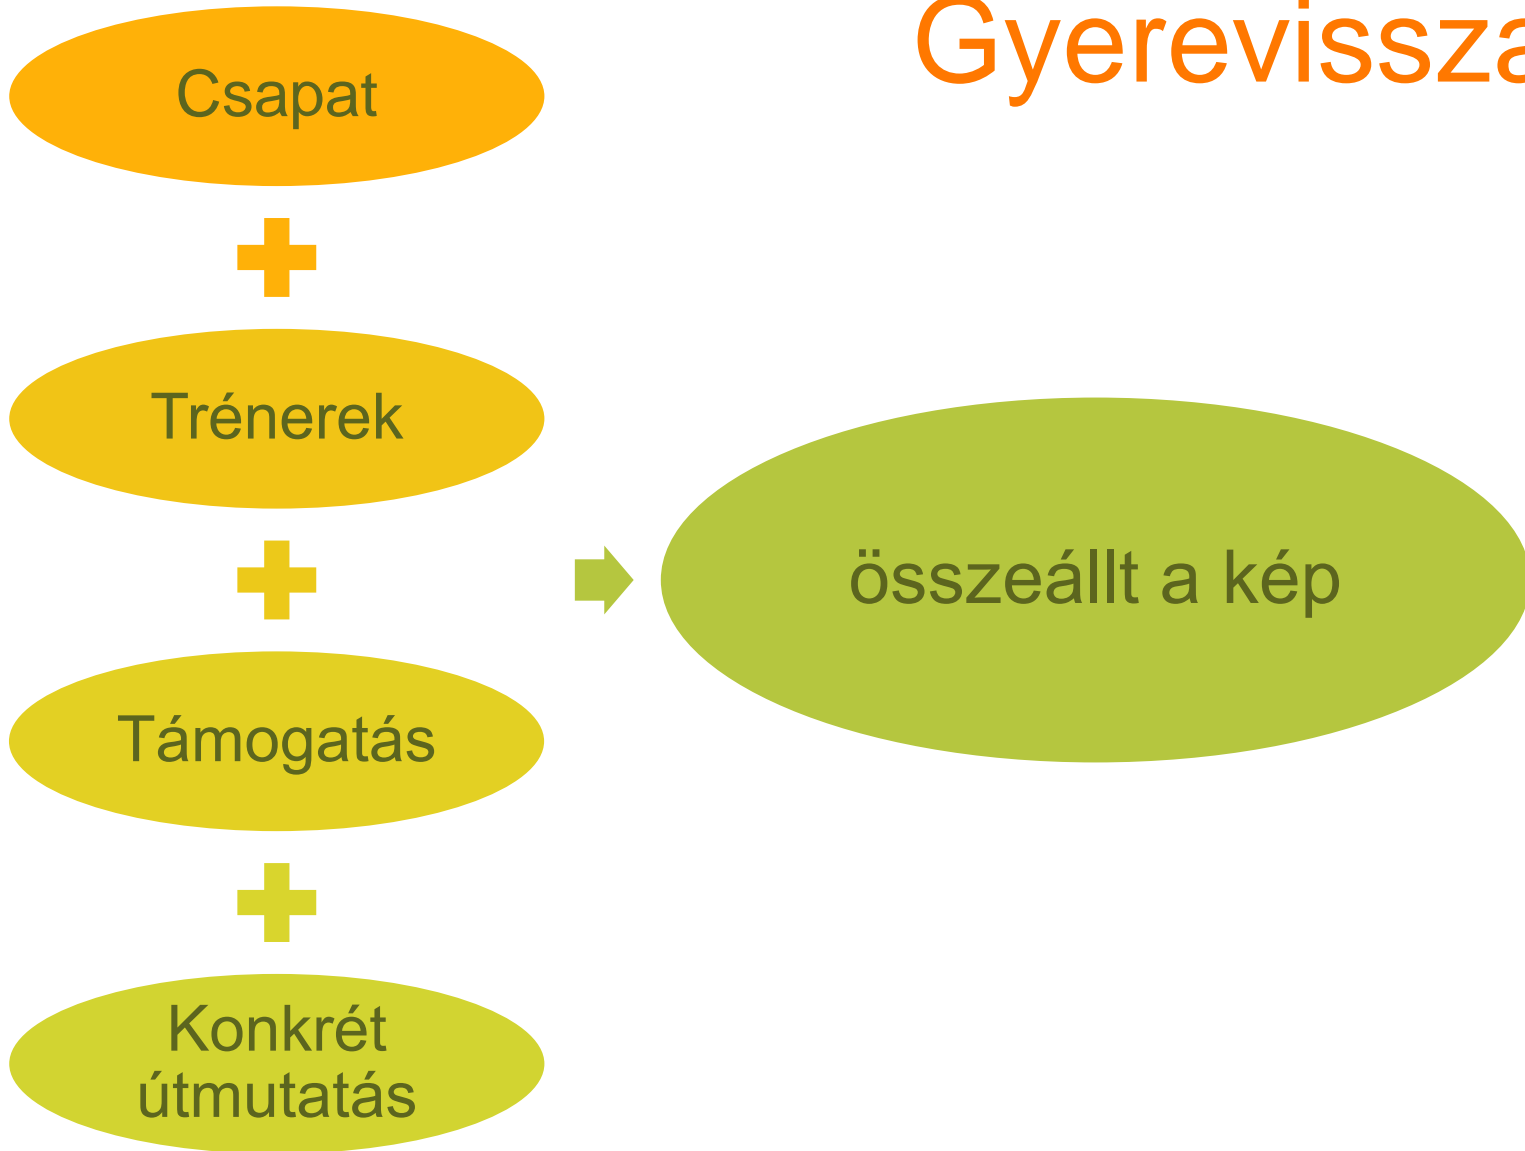 Gyerevissza
Csapat
Trénerek
összeállt a kép
Támogatás
Konkrét
útmutatás